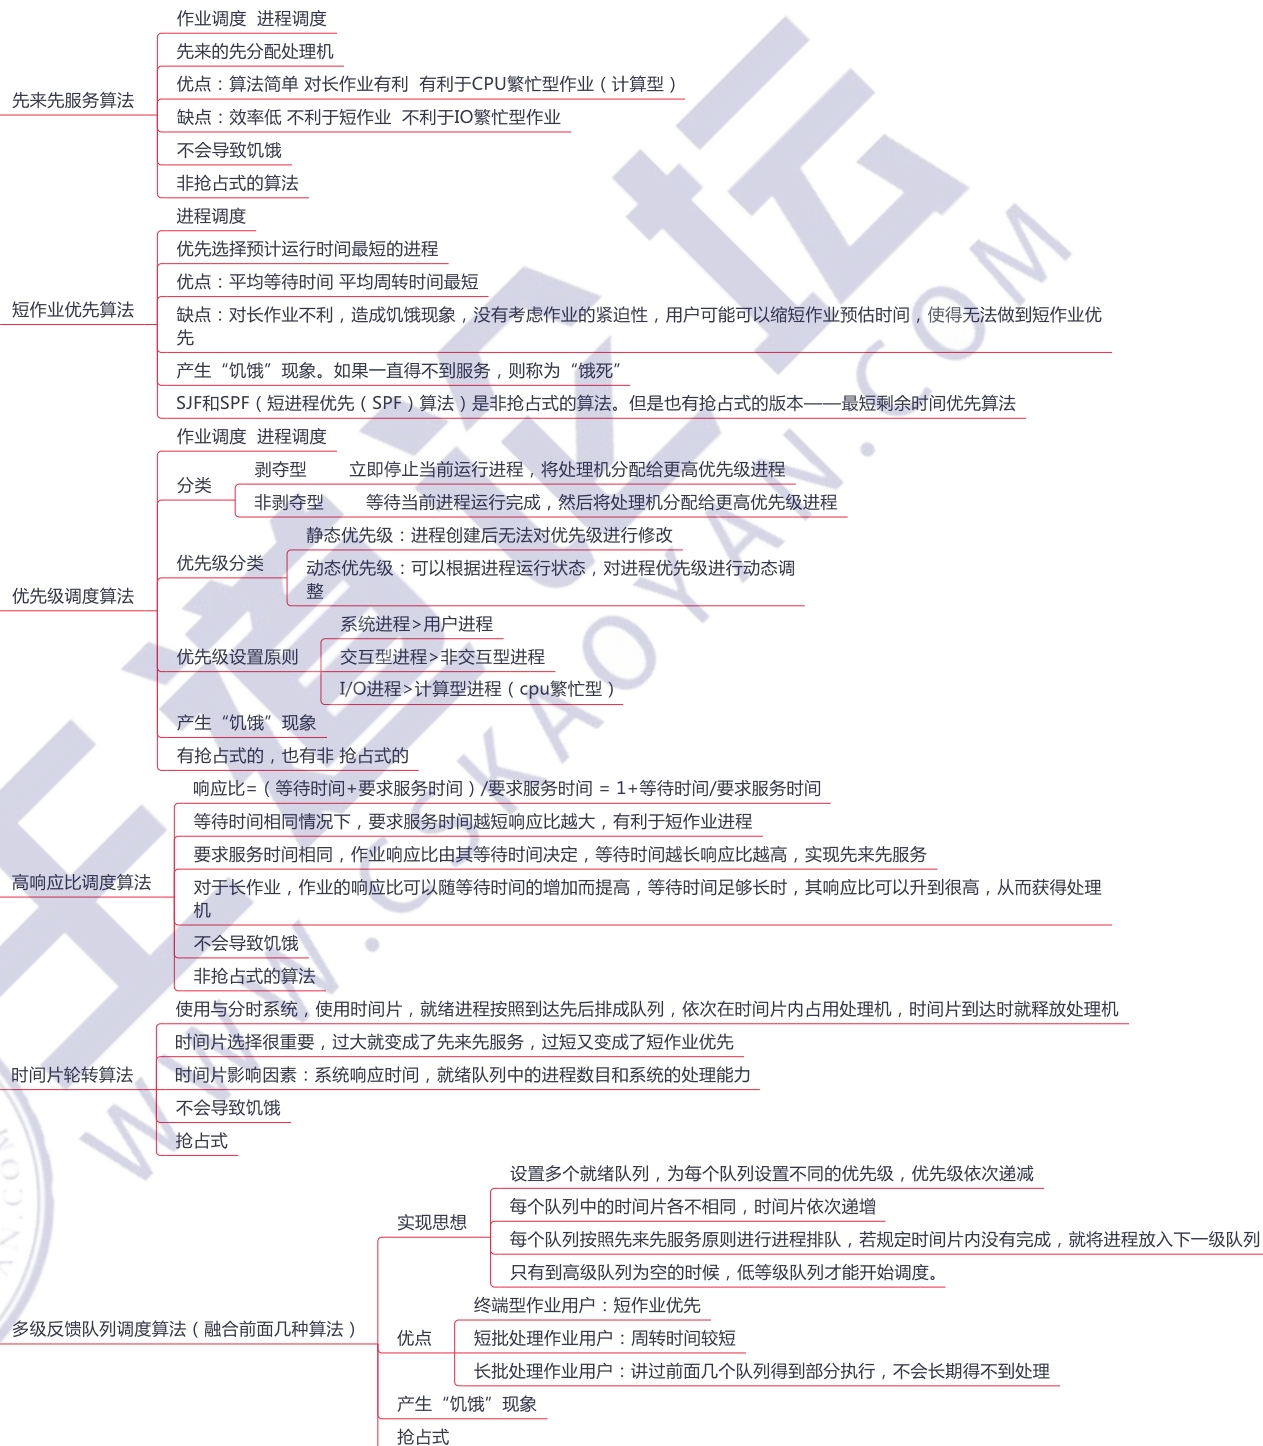 先来先服务算法
作业调度 进程调度
先来的先分配处理机
优点：算法简单 对长作业有利 有利于CPU繁忙型作业（计算型）
缺点：效率低 不利于短作业 不利于IO繁忙型作业
不会导致饥饿
非抢占式的算法
短作业优先算法
进程调度
优先选择预计运行时间最短的进程
优点：平均等待时间 平均周转时间最短
缺点：对长作业不利，造成饥饿现象，没有考虑作业的紧迫性，用户可能可以缩短作业预估时间，使得无法做到短作业优
先
产生“饥饿”现象。如果一直得不到服务，则称为“饿死”
SJF和SPF（短进程优先（SPF）算法）是非抢占式的算法。但是也有抢占式的版本——最短剩余时间优先算法
优先级调度算法
作业调度 进程调度
分类
剥夺型 立即停止当前运行进程，将处理机分配给更高优先级进程
非剥夺型 等待当前进程运行完成，然后将处理机分配给更高优先级进程
优先级分类
静态优先级：进程创建后无法对优先级进行修改
动态优先级：可以根据进程运行状态，对进程优先级进行动态调
整
优先级设置原则
系统进程>用户进程
交互型进程>非交互型进程
I/O进程>计算型进程（cpu繁忙型）
产生“饥饿”现象
有抢占式的，也有非 抢占式的
高响应比调度算法
响应比=（等待时间+要求服务时间）/要求服务时间 = 1+等待时间/要求服务时间
等待时间相同情况下，要求服务时间越短响应比越大，有利于短作业进程
要求服务时间相同，作业响应比由其等待时间决定，等待时间越长响应比越高，实现先来先服务
对于长作业，作业的响应比可以随等待时间的增加而提高，等待时间足够长时，其响应比可以升到很高，从而获得处理
机
不会导致饥饿
非抢占式的算法
时间片轮转算法
使用与分时系统，使用时间片，就绪进程按照到达先后排成队列，依次在时间片内占用处理机，时间片到达时就释放处理机
时间片选择很重要，过大就变成了先来先服务，过短又变成了短作业优先
时间片影响因素：系统响应时间，就绪队列中的进程数目和系统的处理能力
不会导致饥饿
抢占式
多级反馈队列调度算法（融合前面几种算法）
实现思想
设置多个就绪队列，为每个队列设置不同的优先级，优先级依次递减
每个队列中的时间片各不相同，时间片依次递增
每个队列按照先来先服务原则进行进程排队，若规定时间片内没有完成，就将进程放入下一级队列
只有到高级队列为空的时候，低等级队列才能开始调度。
优点
终端型作业用户：短作业优先
短批处理作业用户：周转时间较短
长批处理作业用户：讲过前面几个队列得到部分执行，不会长期得不到处理
产生“饥饿”现象
抢占式
王道论坛
WWW.CSKAOYAN.COM